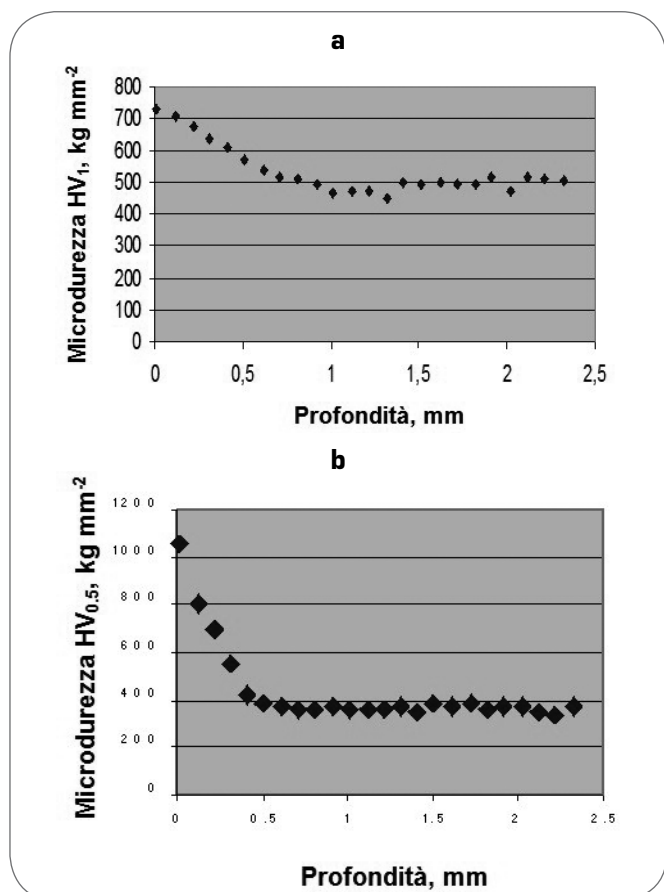 a
Microdurezza HV1, kg mm-2
800
700
600
500
400
300
200
100
0
0 0,5 1 1,5 2 2,5
Profondità, mm
b
Microdurezza HV0.5, kg mm-2
1200
1000
800
600
400
200
0
0 0.5 1 1.5 2 2.5
Profondità, mm